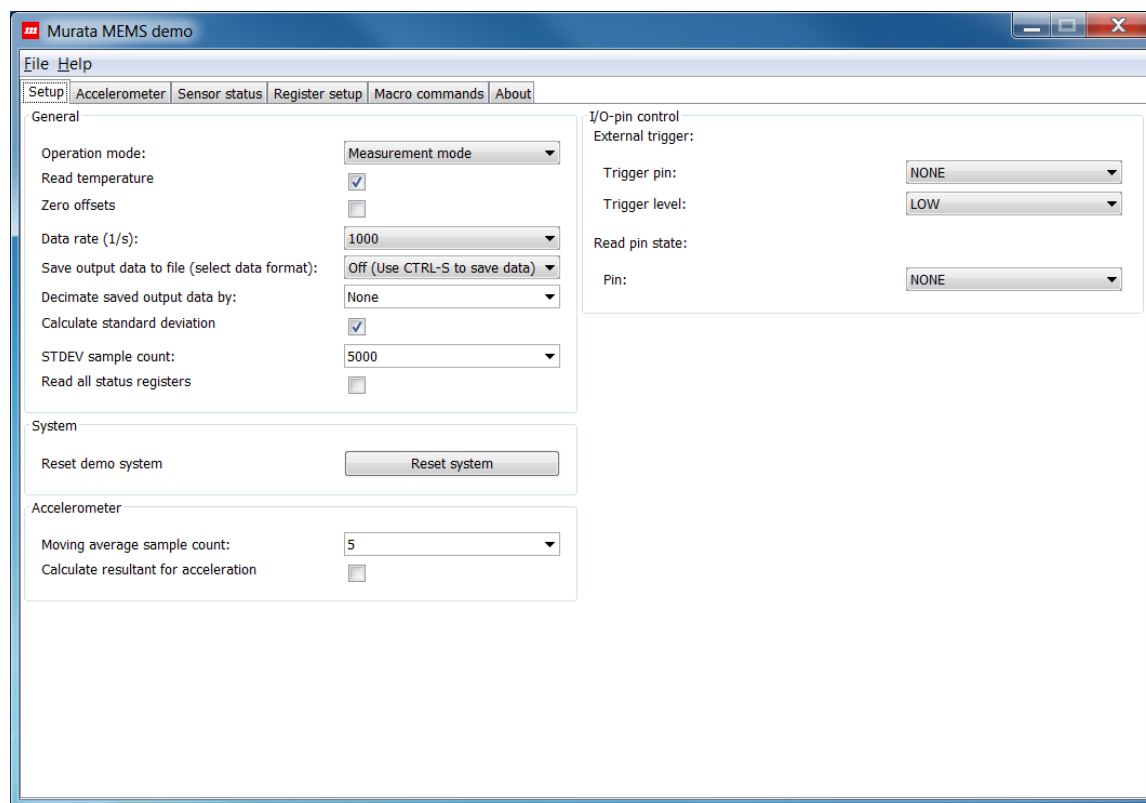 Murata MEMS demo
File Help
Setup Accelerometer Sensor status Register setup Macro commands About
General
Operation mode: Measurement mode
Read temperature
Zero offsets
Data rate (1/s): 1000
Save output data to file (select data format): Off (Use CTRL-S to save data)
Decimate saved output data by: None
Calculate standard deviation
STDEV sample count: 5000
Read all status registers
System
Reset demo system Reset system
Accelerometer
Moving average sample count: 5
Calculate resultant for acceleration
I/O-pin control
External trigger:
Trigger pin: NONE
Trigger level: LOW
Read pin state:
Pin: NONE